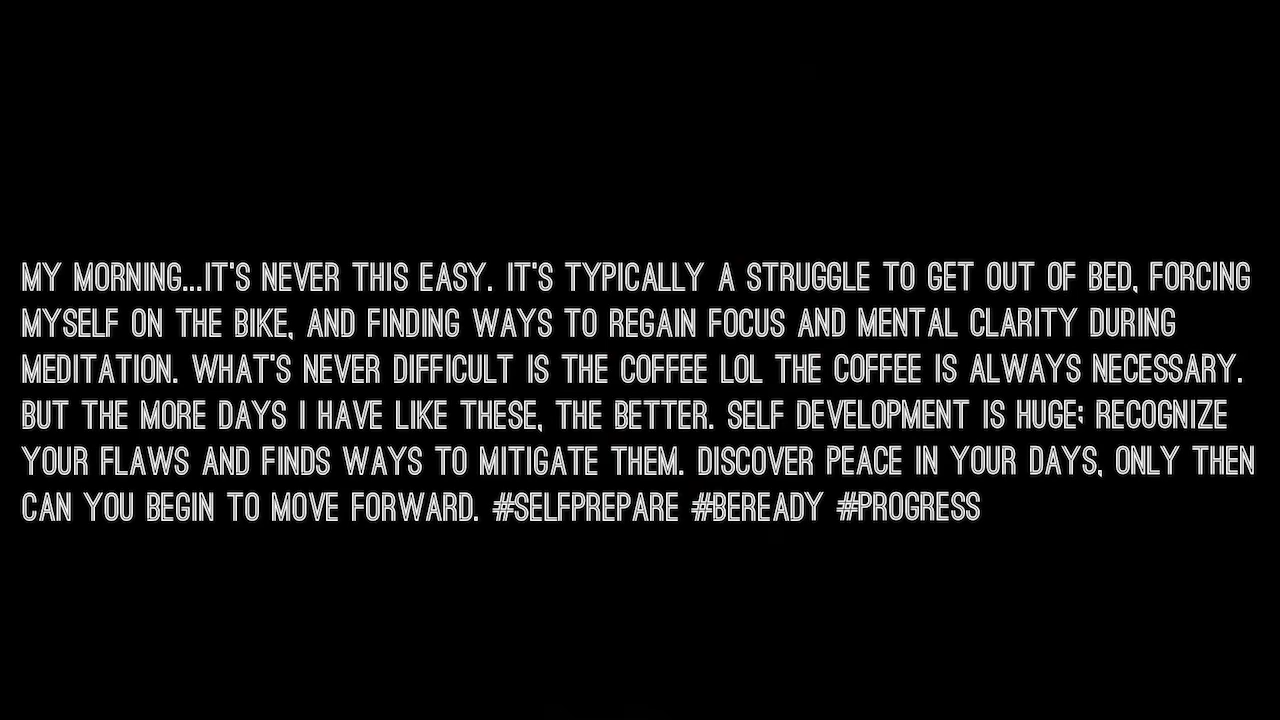 MY MORNING...IT'S NEVER THIS EASY. IT'S TYPICALLY A STRUGGLE TO GET OUT OF BED, FORCING
MYSELF ON THE BIKE, AND FINDING WAYS TO REGAIN FOCUS AND MENTAL CLARITY DURING
MEDITATION. WHAT'S NEVER DIFFICULT IS THE COFFEE LOL THE COFFEE IS ALWAYS NECESSARY.
BUT THE MORE DAYS I HAVE LIKE THESE, THE BETTER. SELF DEVELOPMENT IS HUGE; RECOGNIZE
YOUR FLAWS AND FINDS WAYS TO MITIGATE THEM. DISCOVER PEACE IN YOUR DAYS, ONLY THEN
CAN YOU BEGIN TO MOVE FORWARD. #SELFPREPARE #BEREADY #PROGRESS